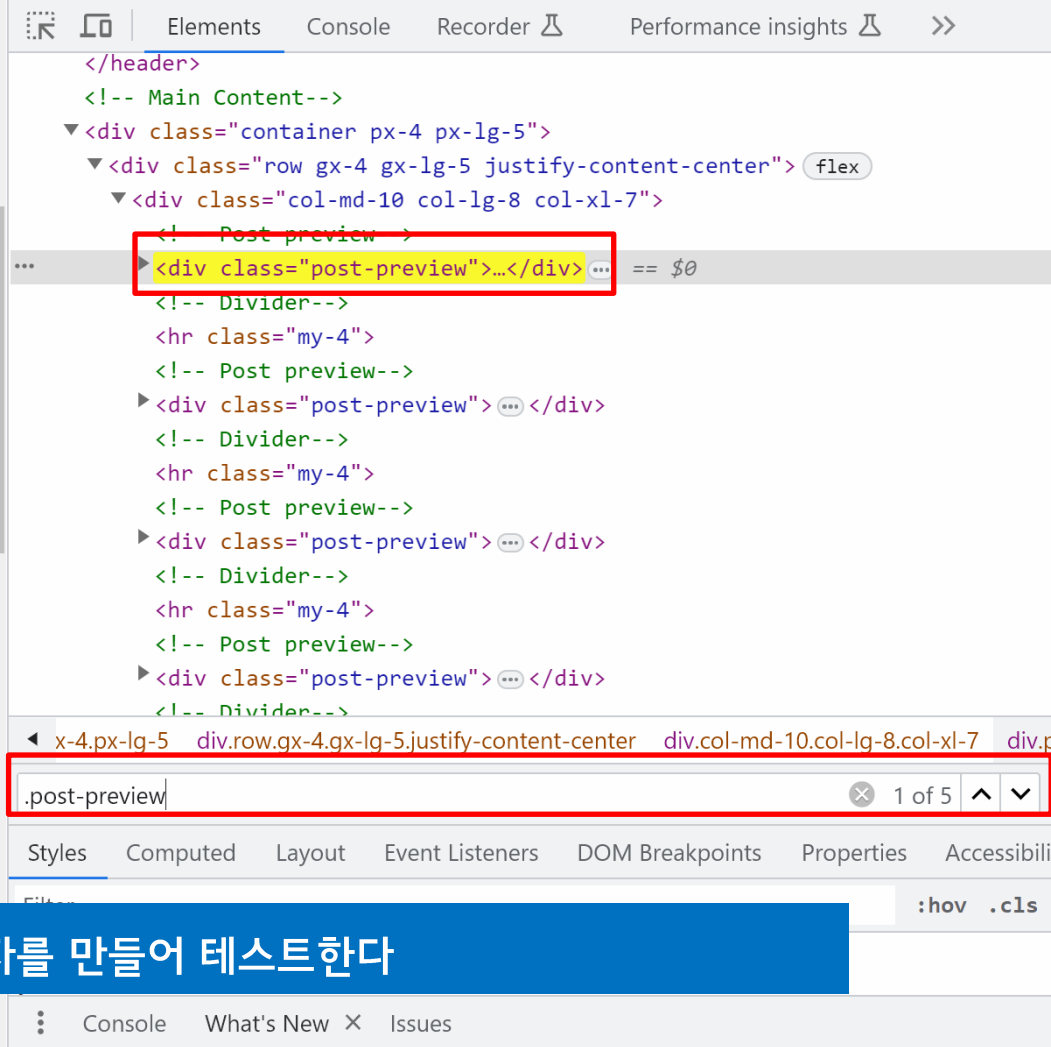 Elements Console Recorder Performance insights
</header>
<!-- Main Content-->
<div class="container px-4 px-lg-5">
<div class="row gx-4 gx-lg-5 justify-content-center"> flex
<div class="col-md-10 col-lg-8 col-xl-7">
<!-- Post preview-->
<div class="post-preview">…</div> == $0
<!-- Divider-->
<hr class="my-4">
<!-- Post preview-->
<div class="post-preview"> … </div>
<!-- Divider-->
<hr class="my-4">
<!-- Post preview-->
<div class="post-preview"> … </div>
<!-- Divider-->
<hr class="my-4">
<!-- Post preview-->
<div class="post-preview"> … </div>
<!-- Divider-->
x-4.px-lg-5 div.row.gx-4.gx-lg-5.justify-content-center div.col-md-10.col-lg-8.col-xl-7 div.p
.post-preview 1 of 5
Styles Computed Layout Event Listeners DOM Breakpoints Properties Accessibili
Filter :hov .cls
를 만들어 테스트한다
Console What's New Issues